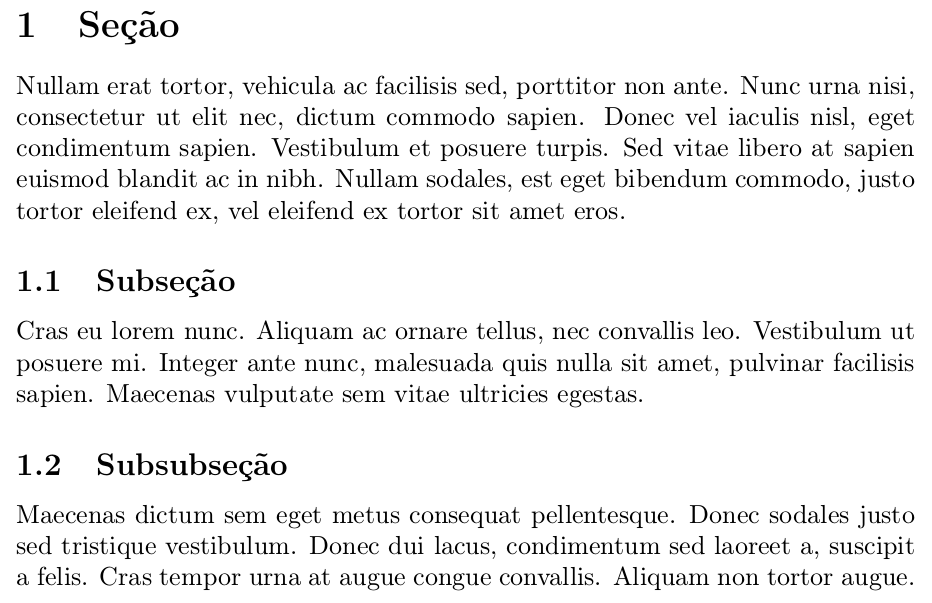 1 Seção
Nullam erat tortor, vehicula ac facilisis sed, porttitor non ante. Nunc urna nisi,
consectetur ut elit nec, dictum commodo sapien. Donec vel iaculis nisl, eget
condimentum sapien. Vestibulum et posuere turpis. Sed vitae libero at sapien
euismod blandit ac in nibh. Nullam sodales, est eget bibendum commodo, justo
tortor eleifend ex, vel eleifend ex tortor sit amet eros.
1.1 Subseção
Cras eu lorem nunc. Aliquam ac ornare tellus, nec convallis leo. Vestibulum ut
posuere mi. Integer ante nunc, malesuada quis nulla sit amet, pulvinar facilisis
sapien. Maecenas vulputate sem vitae ultricies egestas.
1.2 Subsubseção
Maecenas dictum sem eget metus consequat pellentesque. Donec sodales justo
sed tristique vestibulum. Donec dui lacus, condimentum sed laoreet a, suscipit
a felis. Cras tempor urna at augue congue convallis. Aliquam non tortor augue.